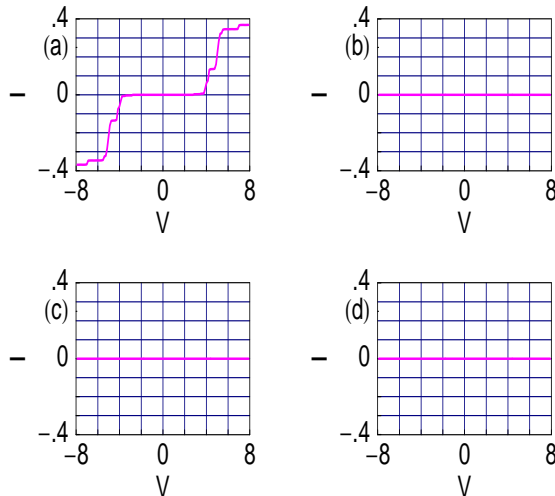 .4 .4
(a) (b)
I 0 I 0
−.4 −.4
−8 0 8 −8 0 8
V V
.4 .4
(c) (d)
I 0 I 0
−.4 −.4
−8 0 8 −8 0 8
V V